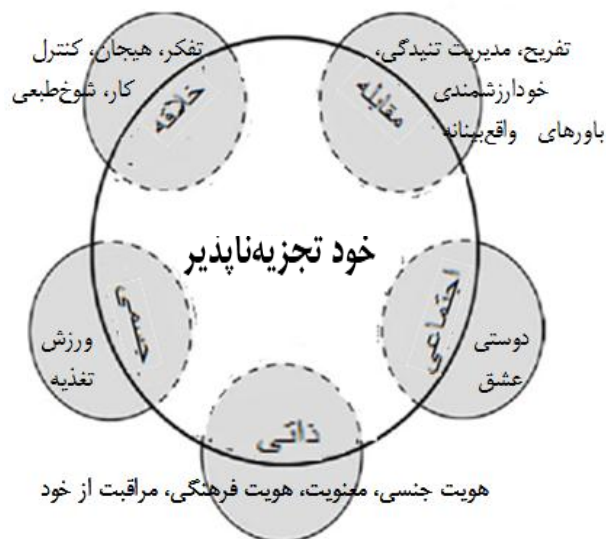 تفریح، مدیریت تنیدگی،
خودارزشمندی
باورهای واقع‌بینانه
مقابله
تفکر، هیجان، کنترل
کار، شوخ‌طبعی
خلاقه
خود تجزیه‌ناپذیر
اجتماعی
دوستی
عشق
جسمی
ورزش
تغذیه
ذاتی
هویت جنسی، معنویت، هویت فرهنگی، مراقبت از خود